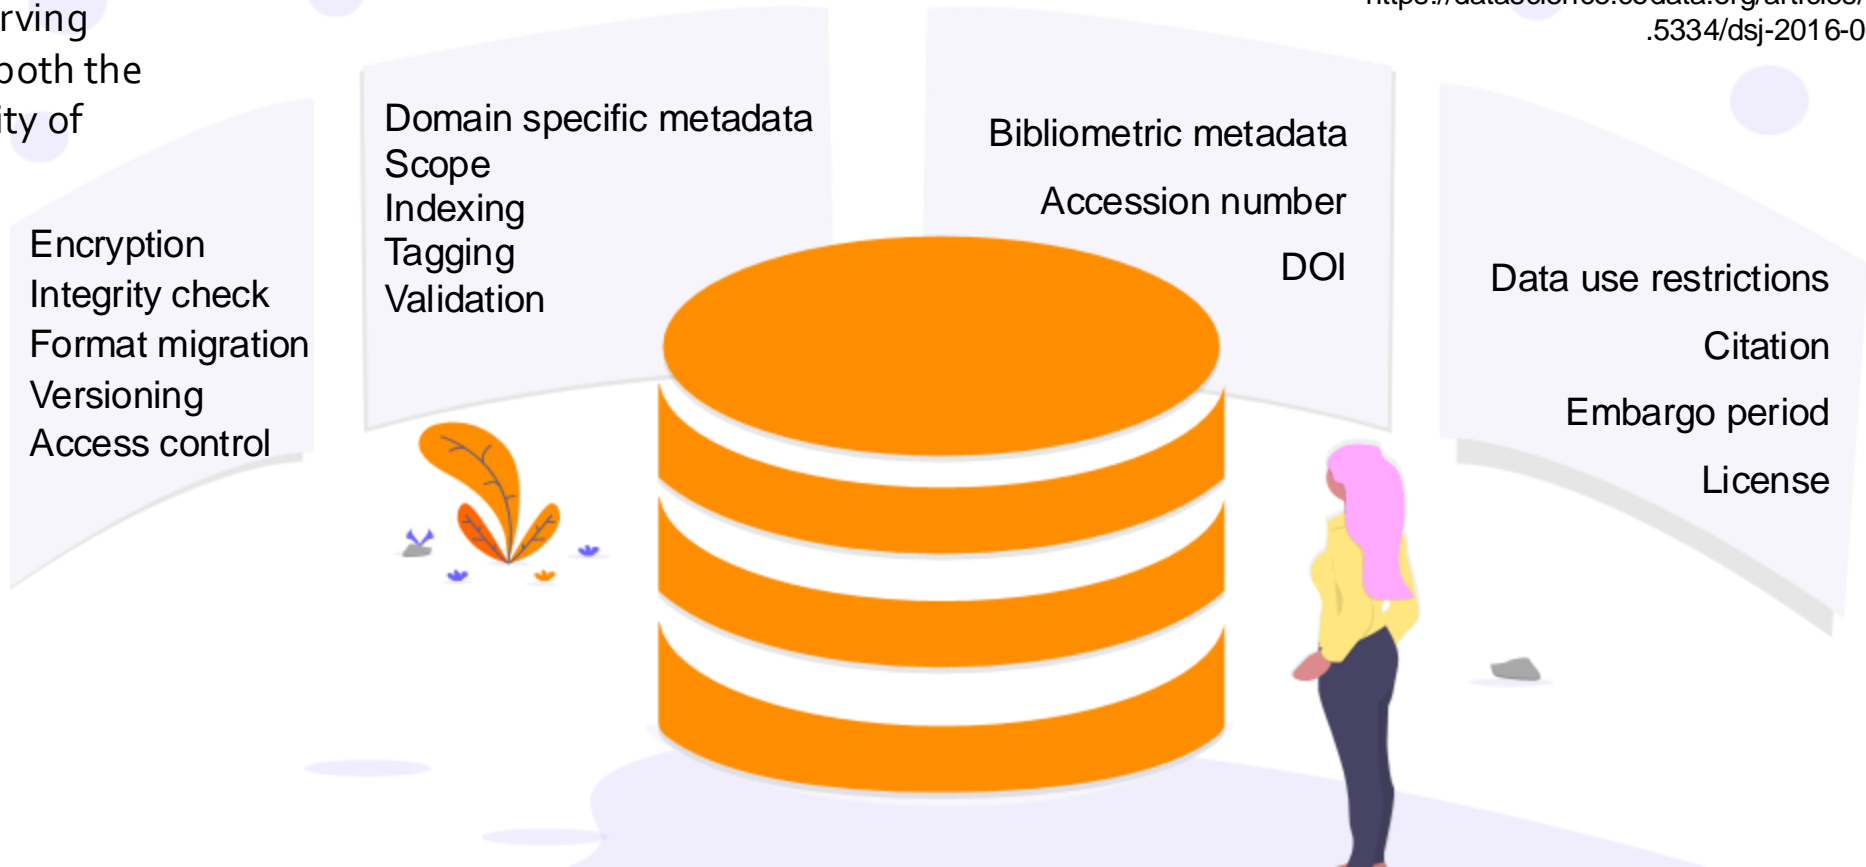 rving
both the
ity of
.5334/dsj-2016-0
Encryption
Integrity check
Format migration
Versioning
Access control
Domain specific metadata
Scope
Indexing
Tagging
Validation
Bibliometric metadata
Accession number
DOI
Data use restrictions
Citation
Embargo period
License